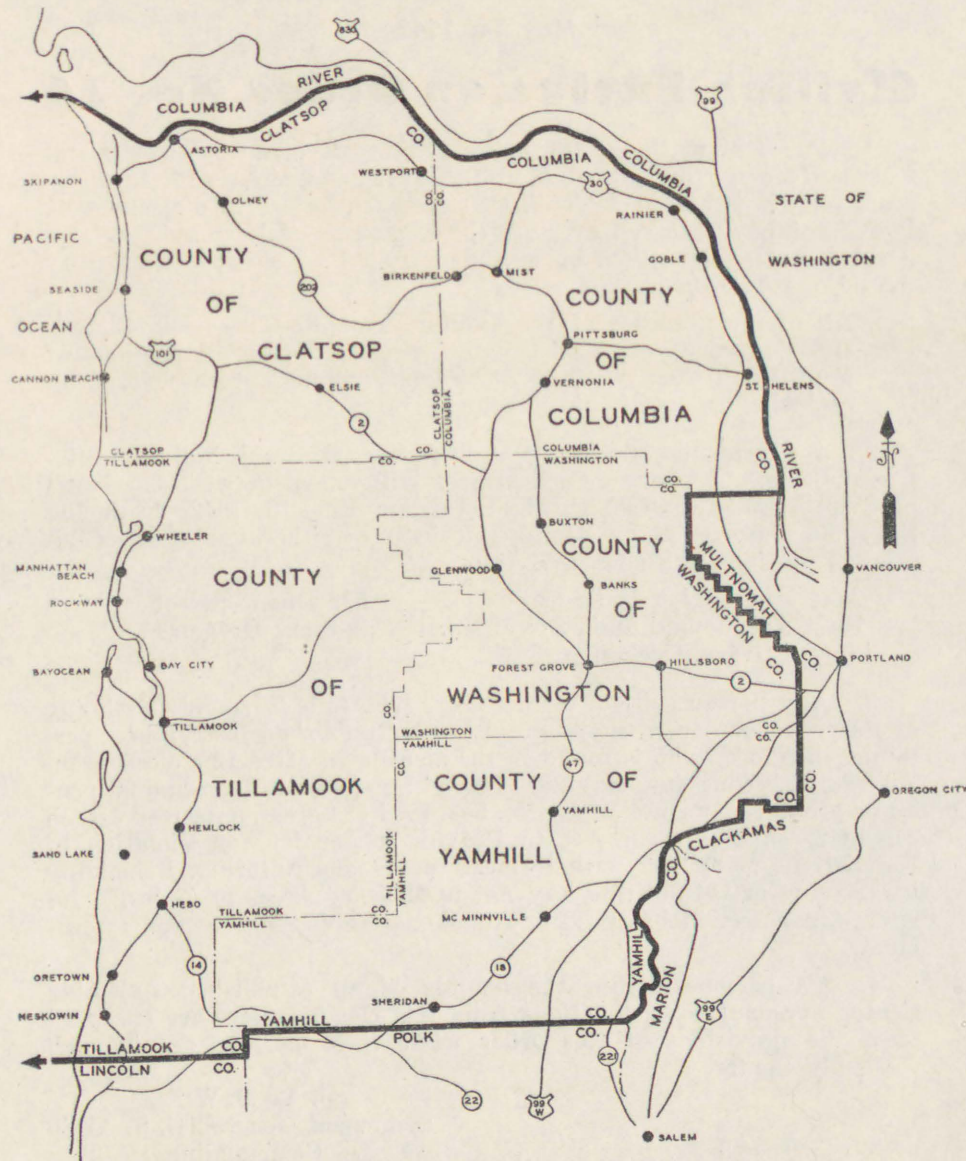 830
99
RIVER
COLUMBIA
CLATSOP
CO.
ASTORIA
COLUMBIA
COLUMBIA
WESTPORT
CO.
CO.
30
SKIPANON
OLNEY
RAINIER
STATE OF
WASHINGTON
PACIFIC
OCEAN
COUNTY
OF
CLATSOP
GOBLE
BIRKENFELD
MIST
202
SEASIDE
COUNTY
OF
COLUMBIA
101
PITTSBURG
CANNON BEACH
ELSIE
VERNONIA
ST. HELENS
2
CLATSOP
COLUMBIA
CLATSOP
TILLAMOOK
CO.
CO.
COLUMBIA
WASHINGTON
CO.
RIVER
CO.
CO.
N
WHEELER
BUXTON
MANHATTAN
BEACH
COUNTY
GLENWOOD
COUNTY
OF
MULTNOMAH
WASHINGTON
VANCOUVER
BANKS
ROCKWAY
BAYOCEAN
BAY CITY
OF
FOREST GROVE
HILLSBORO
CO.
CO.
PORTLAND
2
WASHINGTON
TILLAMOOK
CO.
WASHINGTON
YAMHILL
CO.
CO.
CO.
47
COUNTY OF
TILLAMOOK
CO.
CO.
OREGON CITY
YAMHILL
HEMLOCK
CLACKAMAS
YAMHILL
SAND LAKE
TILLAMOOK
YAMHILL
CO.
HEBO
TILLAMOOK
YAMHILL
CO.
CO.
MC MINNVILLE
14
18
YAMHILL
MARION
ORETOWN
NESKOWIN
SHERIDAN
99
E
YAMHILL
POLK
CO.
CO.
TILLAMOOK
LINCOLN
CO.
CO.
221
22
99
W
SALEM